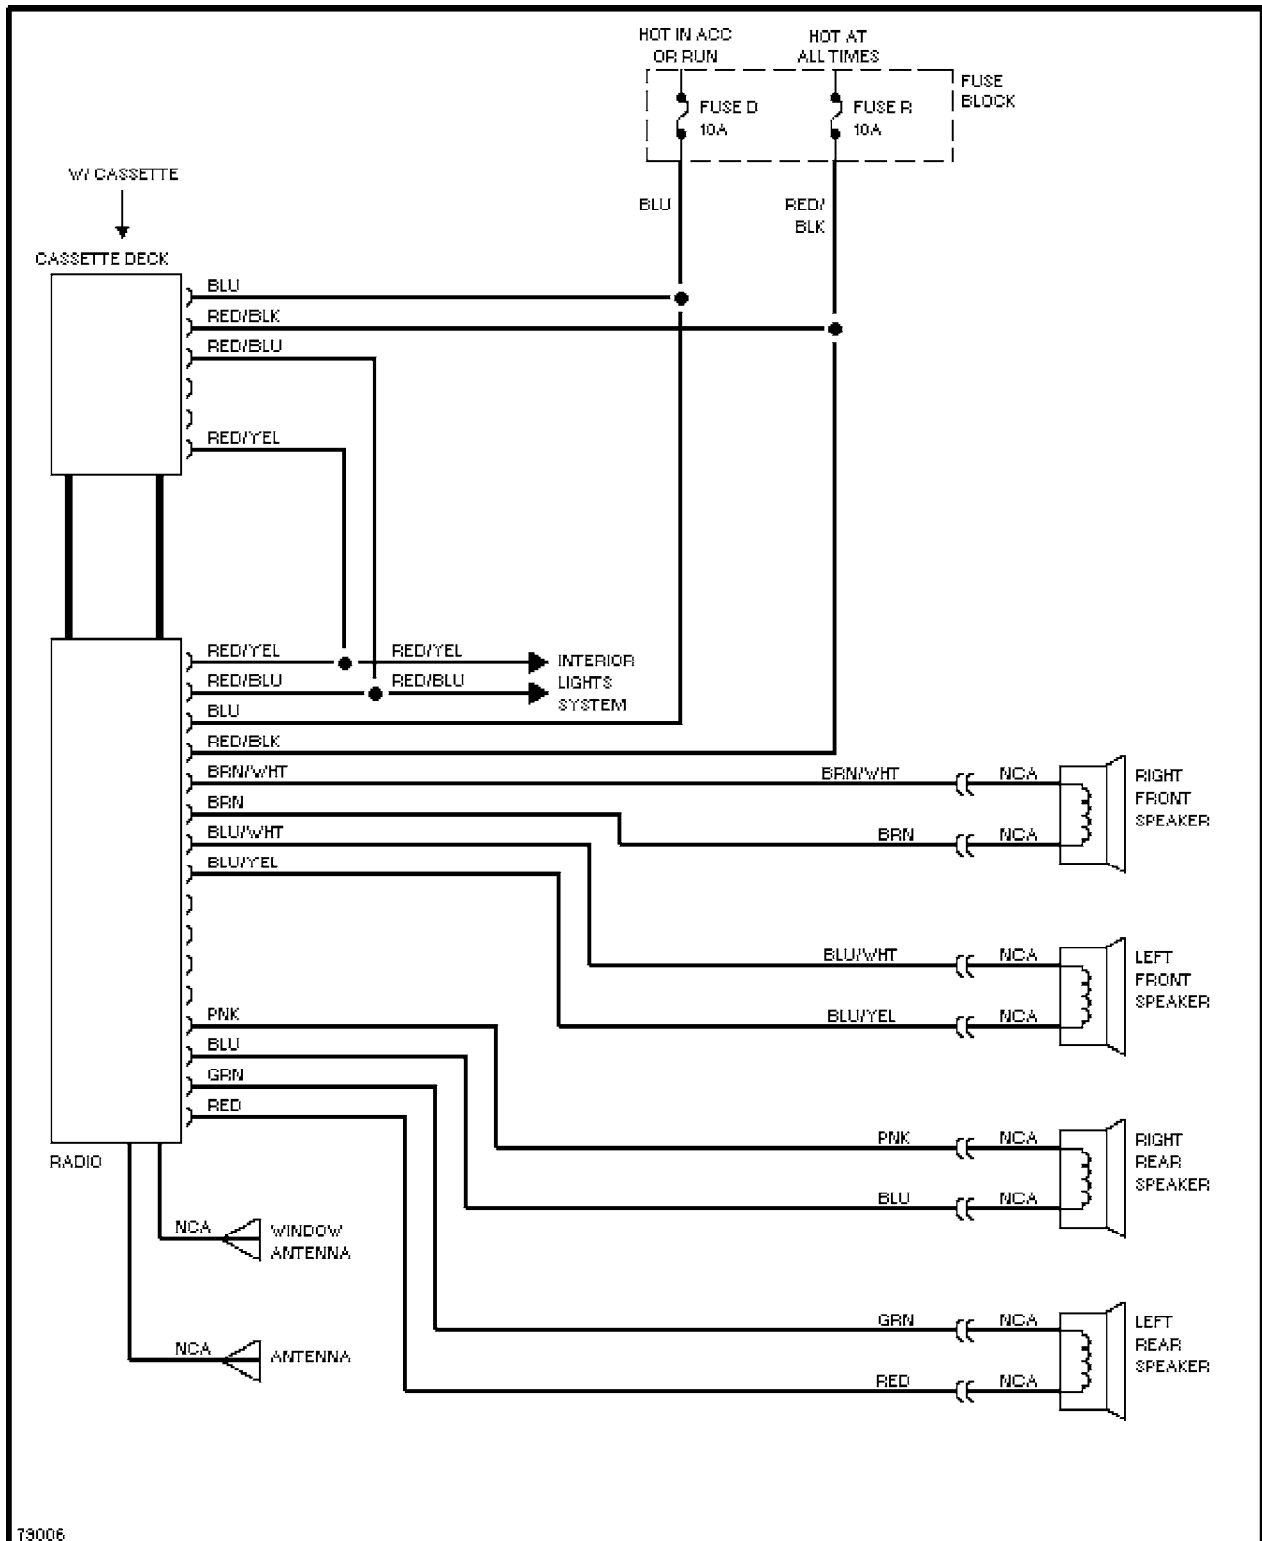 HOT IN ACC
OR RUN
HOT AT
ALL TIMES
FUSE
BLOCK
FUSE D
10A
FUSE R
10A
W/ CASSETTE
BLU
RED/
BLK
CASSETTE DECK
BLU
RED/BLK
RED/BLU
RED/YEL
RED/YEL
RED/YEL
INTERIOR
LIGHTS
SYSTEM
RED/BLU
RED/BLU
BLU
RED/BLK
BRN/WHT
BRN/WHT
NCA
RIGHT
FRONT
SPEAKER
BRN
BRN
NCA
BLU/WHT
BLU/YEL
BLU/WHT
NCA
LEFT
FRONT
SPEAKER
BLU/YEL
NCA
PNK
BLU
GRN
RED
PNK
NCA
RIGHT
REAR
SPEAKER
RADIO
BLU
NCA
NCA
WINDOW
ANTENNA
GRN
NCA
LEFT
REAR
SPEAKER
NCA
ANTENNA
RED
NCA
79006